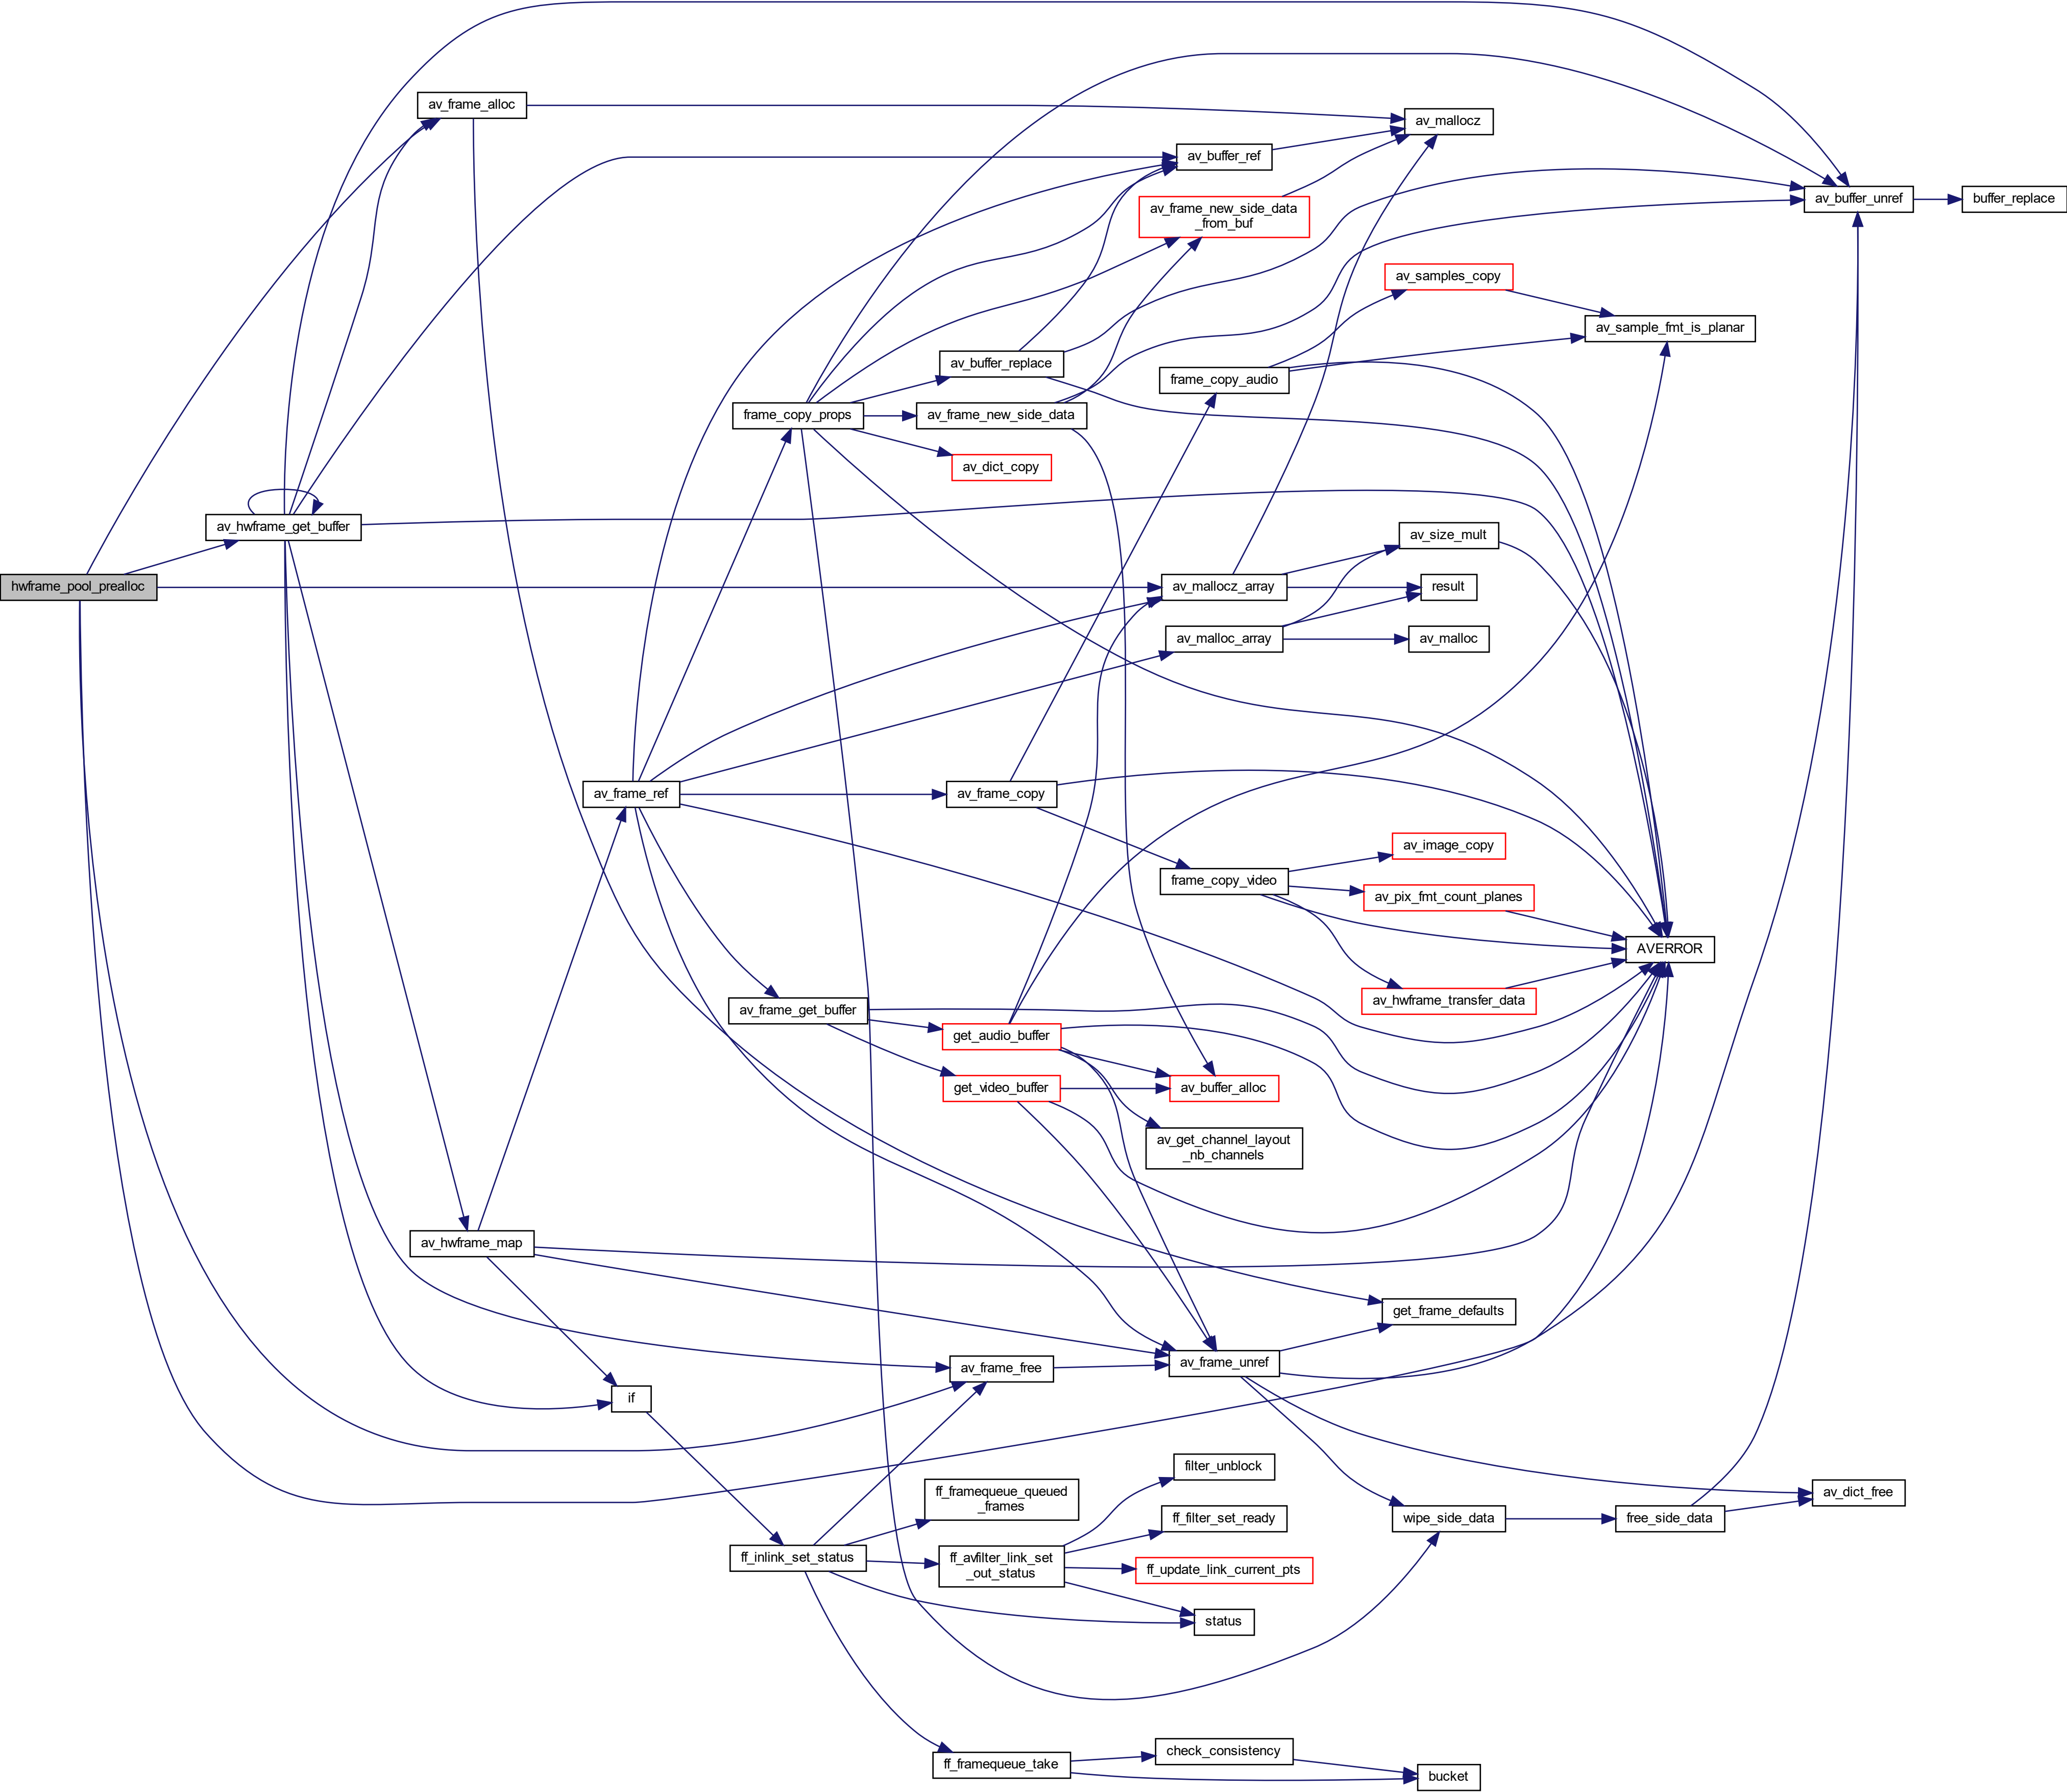 av_frame_alloc
av_mallocz
av_buffer_ref
av_buffer_unref
buffer_replace
av_frame_new_side_data
_from_buf
av_samples_copy
av_sample_fmt_is_planar
av_buffer_replace
frame_copy_audio
frame_copy_props
av_frame_new_side_data
av_dict_copy
av_hwframe_get_buffer
av_size_mult
hwframe_pool_prealloc
av_mallocz_array
result
av_malloc_array
av_malloc
av_frame_ref
av_frame_copy
av_image_copy
frame_copy_video
av_pix_fmt_count_planes
AVERROR
av_hwframe_transfer_data
av_frame_get_buffer
get_audio_buffer
get_video_buffer
av_buffer_alloc
av_get_channel_layout
_nb_channels
av_hwframe_map
get_frame_defaults
av_frame_free
av_frame_unref
if
filter_unblock
ff_framequeue_queued
_frames
av_dict_free
ff_filter_set_ready
wipe_side_data
free_side_data
ff_inlink_set_status
ff_avfilter_link_set
_out_status
ff_update_link_current_pts
status
check_consistency
ff_framequeue_take
bucket